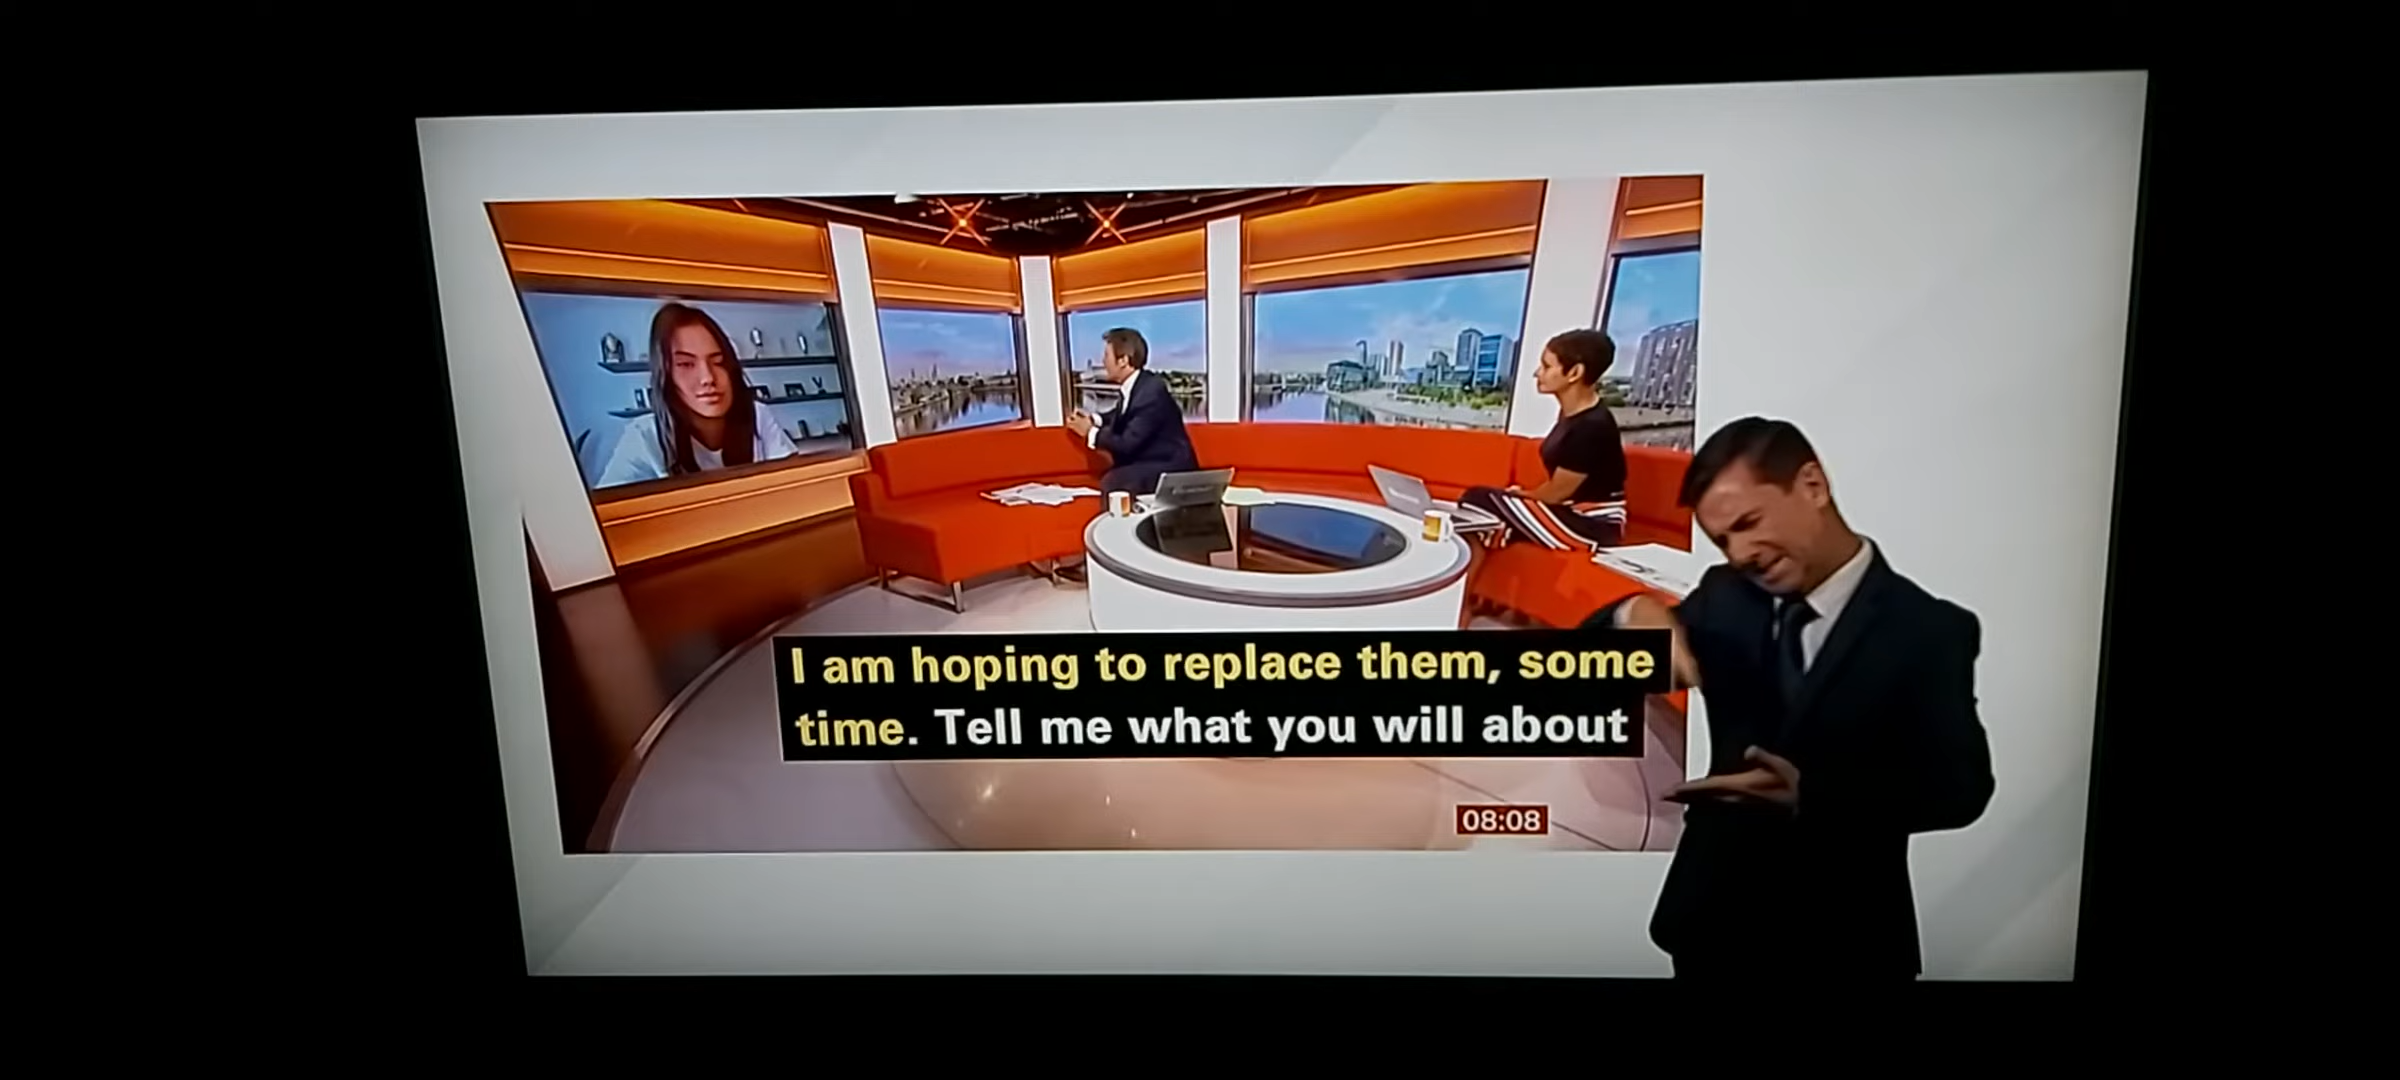 I am hoping to replace them, some
time. Tell me what you will about
08:08